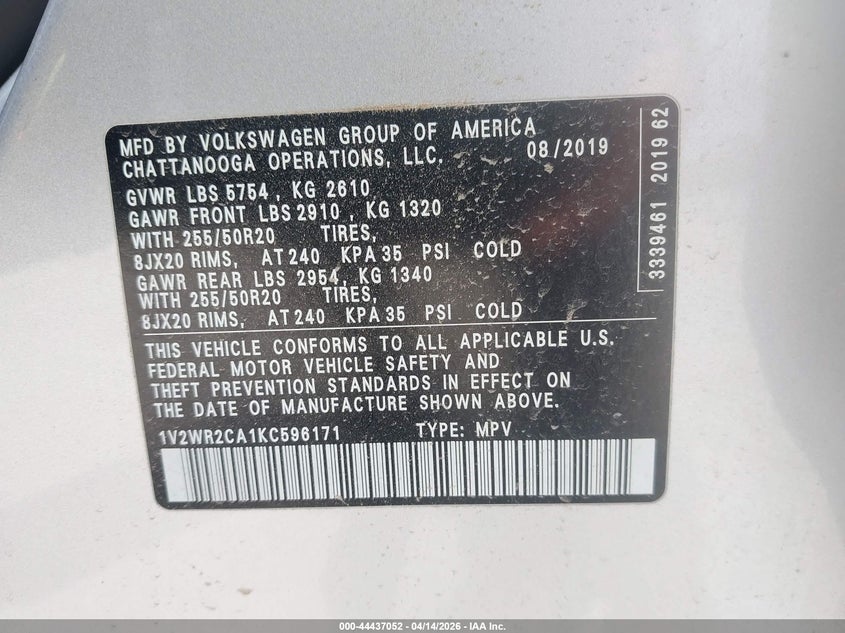 MFD BY VOLKSWAGEN GROUP OF AMERICA
CHATTANOOGA OPERATIONS, LLC. 08/2019
GVWR LBS 5754 , KG 2610
GAWR FRONT LBS 2910 , KG 1320
WITH 255/50R20 TIRES,
8JX20 RIMS, AT 240 KPA 35 PSI COLD
GAWR REAR LBS 2954, KG 1340
WITH 255/50R20 TIRES,
8JX20 RIMS, AT 240 KPA 35 PSI COLD
THIS VEHICLE CONFORMS TO ALL APPLICABLE U.S.
FEDERAL MOTOR VEHICLE SAFETY AND
THEFT PREVENTION STANDARDS IN EFFECT ON
THE DATE OF MANUFACTURE SHOWN ABOVE.
1V2WR2CA1KC596171 TYPE: MPV
3339461 2019 62
000-44437052 - 04/14/2026 - IAA Inc.